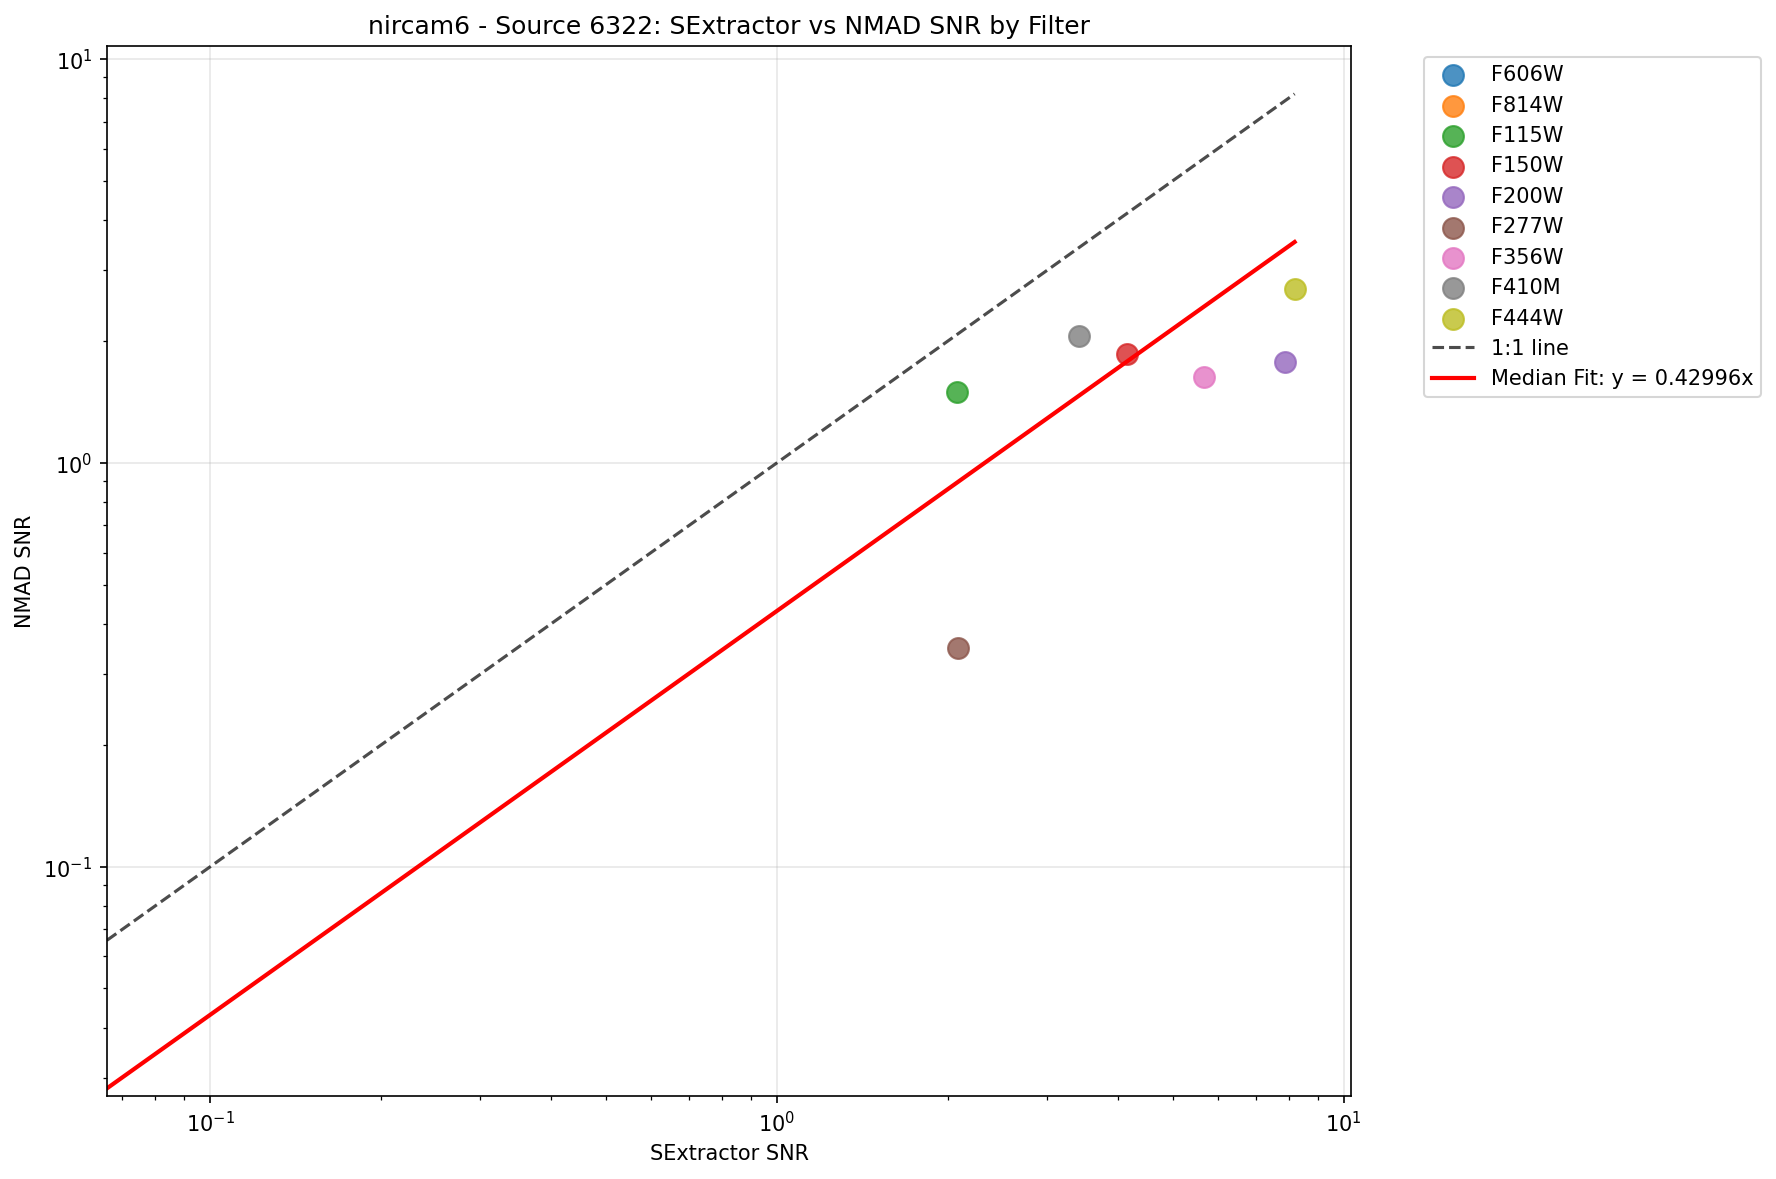 nircam6 - Source 6322: SExtractor vs NMAD SNR by Filter
10¹
10⁰
10⁻¹
NMAD SNR
10⁻¹
10⁰
10¹
SExtractor SNR
F606W
F814W
F115W
F150W
F200W
F277W
F356W
F410M
F444W
1:1 line
Median Fit: y = 0.42996x